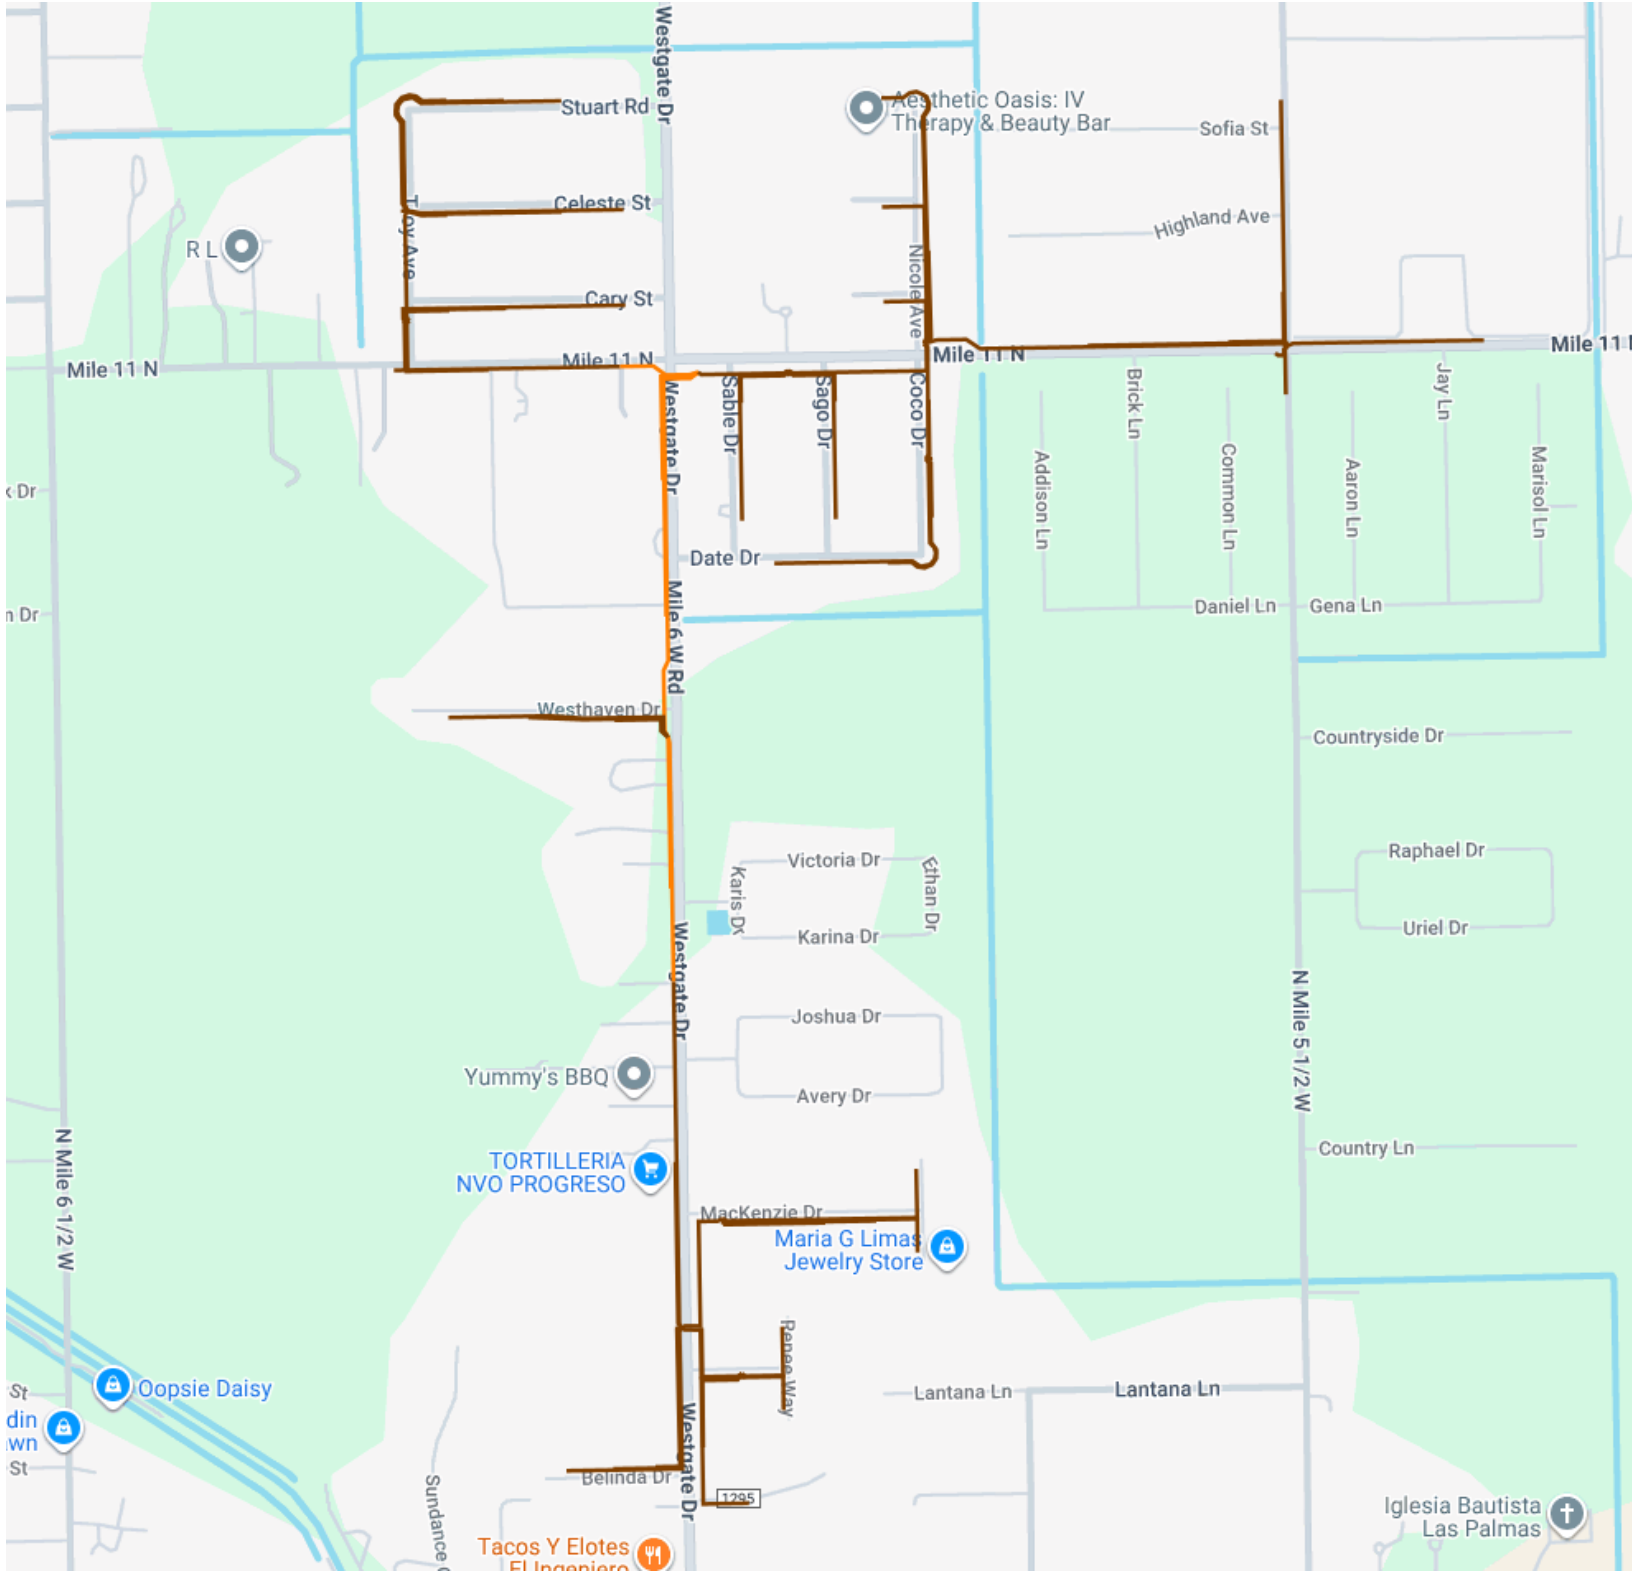 Westgate Dr
Stuart Rd
Aesthetic Oasis: IV
Therapy & Beauty Bar
Sofia St
Troy Ave
Celeste St
Highland Ave
R L
Nicole Ave
Cary St
Mile 11 N
Mile 11 N
Mile 11 N
Mile 11 N
Westgate Dr
Sable Dr
Sago Dr
Coco Dr
Brick Ln
Jay Ln
Addison Ln
Common Ln
Aaron Ln
Marisol Ln
k Dr
Date Dr
Mile 6 W Rd
n Dr
Daniel Ln
Gena Ln
Westhaven Dr
Countryside Dr
Victoria Dr
Karis Dr
Ethan Dr
Raphael Dr
Karina Dr
Uriel Dr
Westgate Dr
N Mile 5 1/2 W
Joshua Dr
Yummy's BBQ
Avery Dr
N Mile 6 1/2 W
TORTILLERIA
NVO PROGRESO
Country Ln
MacKenzie Dr
Maria G Limas
Jewelry Store
Renee Way
St
Oopsie Daisy
Lantana Ln
Lantana Ln
din
awn
St
Westgate Dr
Belinda Dr
Sundance
1295
Iglesia Bautista
Las Palmas
Tacos Y Elotes
El Ingeniero